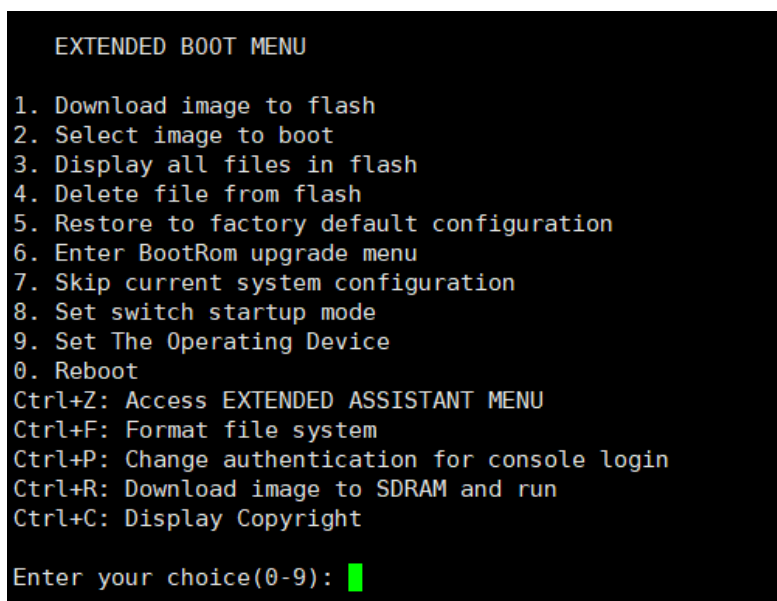 EXTENDED BOOT MENU
1. Download image to flash
2. Select image to boot
3. Display all files in flash
4. Delete file from flash
5. Restore to factory default configuration
6. Enter BootRom upgrade menu
7. Skip current system configuration
8. Set switch startup mode
9. Set The Operating Device
0. Reboot
Ctrl+Z: Access EXTENDED ASSISTANT MENU
Ctrl+F: Format file system
Ctrl+P: Change authentication for console login
Ctrl+R: Download image to SDRAM and run
Ctrl+C: Display Copyright
Enter your choice(0-9):